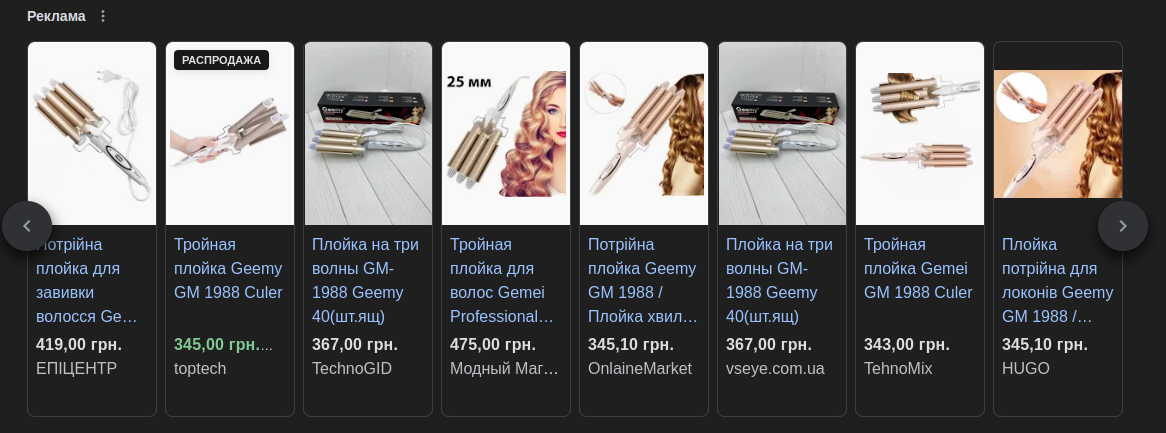 Реклама
РАСПРОДАЖА
25 мм
Geemy
Geemy
Потрійна
плойка для
завивки
волосся Ge…
419,00 грн.
ЕПІЦЕНТР
Тройная
плойка Geemy
GM 1988 Culer
345,00 грн.…
toptech
Плойка на три
волны GM-
1988 Geemy
40(шт.ящ)
367,00 грн.
TechnoGID
Тройная
плойка для
волос Gemei
Professional…
475,00 грн.
Модный Маг…
Потрійна
плойка Geemy
GM 1988 /
Плойка хвил…
345,10 грн.
OnlaineMarket
Плойка на три
волны GM-
1988 Geemy
40(шт.ящ)
367,00 грн.
vseye.com.ua
Тройная
плойка Gemei
GM 1988 Culer
343,00 грн.
TehnoMix
Плойка
потрійна для
локонів Geemy
GM 1988 /…
345,10 грн.
HUGO